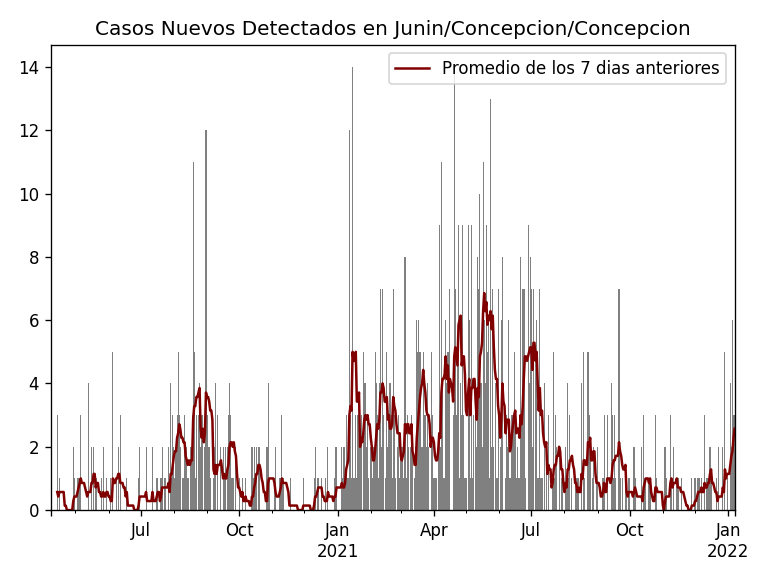 Casos Nuevos Detectados en Junin/Concepcion/Concepcion
Promedio de los 7 dias anteriores
14
12
10
8
6
4
2
0
Jul
Oct
Jan
2021
Apr
Jul
Oct
Jan
2022